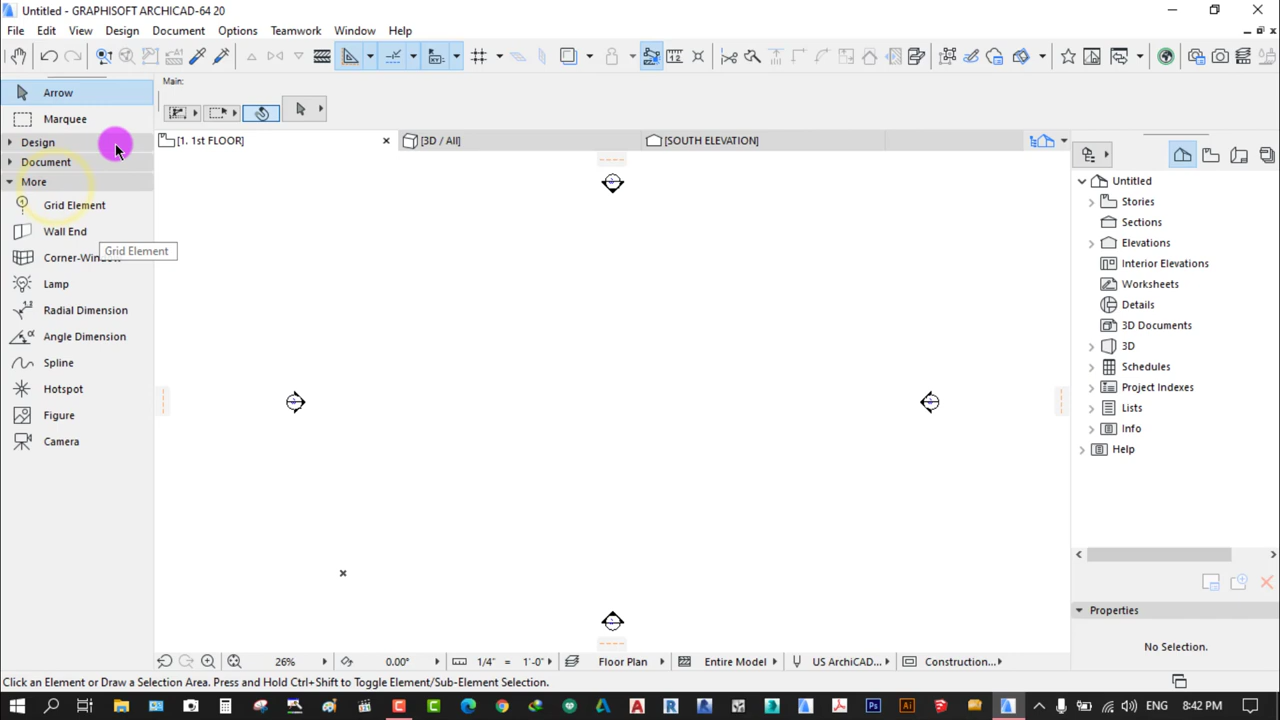 Untitled - GRAPHISOFT ARCHICAD-64 20
File Edit View Design Document Options Teamwork Window Help
Main:
Arrow
Marquee
Design
Document
More
Grid Element
Wall End
Grid Element
Corner-Window
Lamp
Radial Dimension
Angle Dimension
Spline
Hotspot
Figure
Camera
[1. 1st FLOOR]
[3D / All]
[SOUTH ELEVATION]
Untitled
Stories
Sections
Elevations
Interior Elevations
Worksheets
Details
3D Documents
3D
Schedules
Project Indexes
Lists
Info
Help
Properties
No Selection.
26% 0.00° 1/4" = 1'-0" Floor Plan Entire Model US ArchiCAD... Construction...
Click an Element or Draw a Selection Area. Press and Hold Ctrl+Shift to Toggle Element/Sub-Element Selection.
ENG 8:42 PM